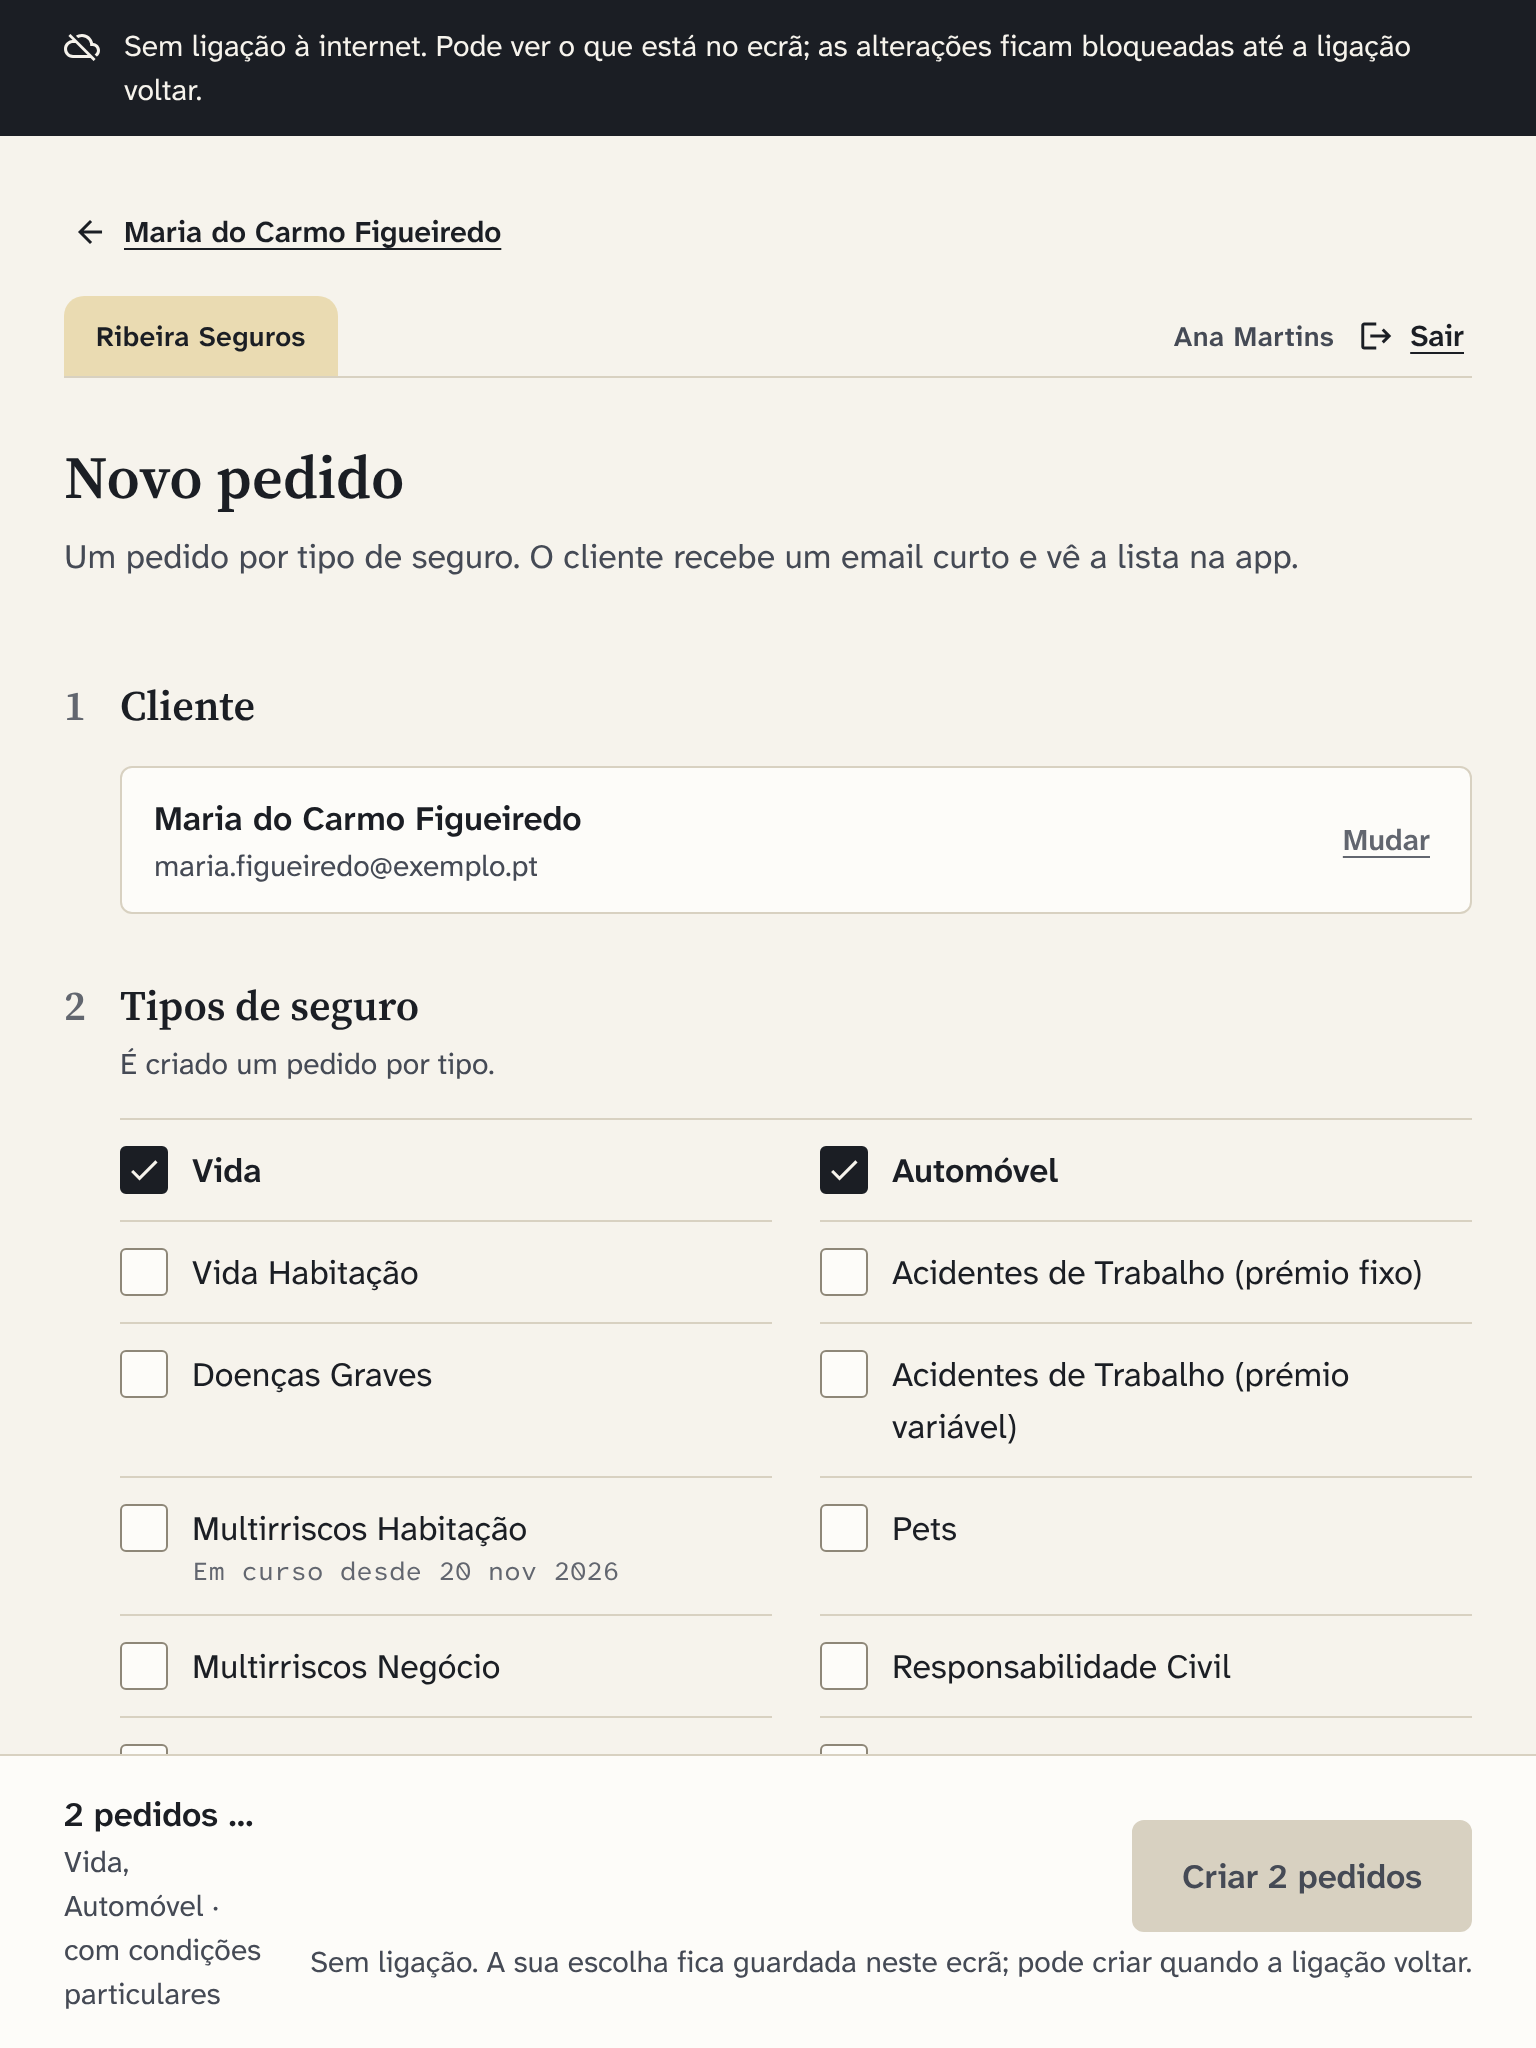 Sem ligação à internet. Pode ver o que está no ecrã; as alterações ficam bloqueadas até a ligação
voltar.
Maria do Carmo Figueiredo
Ribeira Seguros
Ana Martins
Sair
Novo pedido
Um pedido por tipo de seguro. O cliente recebe um email curto e vê a lista na app.
1 Cliente
Maria do Carmo Figueiredo
maria.figueiredo@exemplo.pt
Mudar
2 Tipos de seguro
É criado um pedido por tipo.
Vida
Automóvel
Vida Habitação
Acidentes de Trabalho (prémio fixo)
Doenças Graves
Acidentes de Trabalho (prémio
variável)
Multirriscos Habitação
Em curso desde 20 nov 2026
Pets
Multirriscos Negócio
Responsabilidade Civil
2 pedidos ...
Vida,
Automóvel ·
com condições
particulares
Criar 2 pedidos
Sem ligação. A sua escolha fica guardada neste ecrã; pode criar quando a ligação voltar.